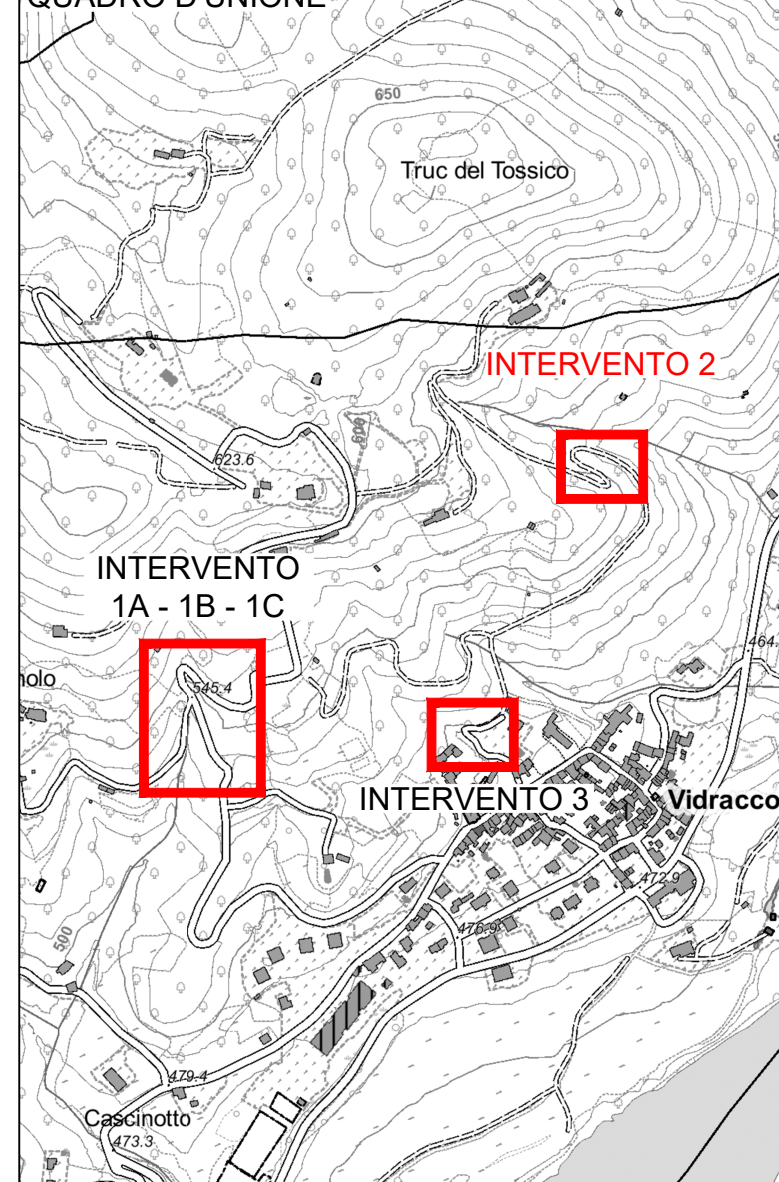 QUADRO D'UNIONE
650
Truc del Tossico
INTERVENTO 2
600
623.6
INTERVENTO
1A - 1B - 1C
464.
545.4
INTERVENTO 3
Vidracco
472.9
476.9
500
479.4
Cascinotto
473.3